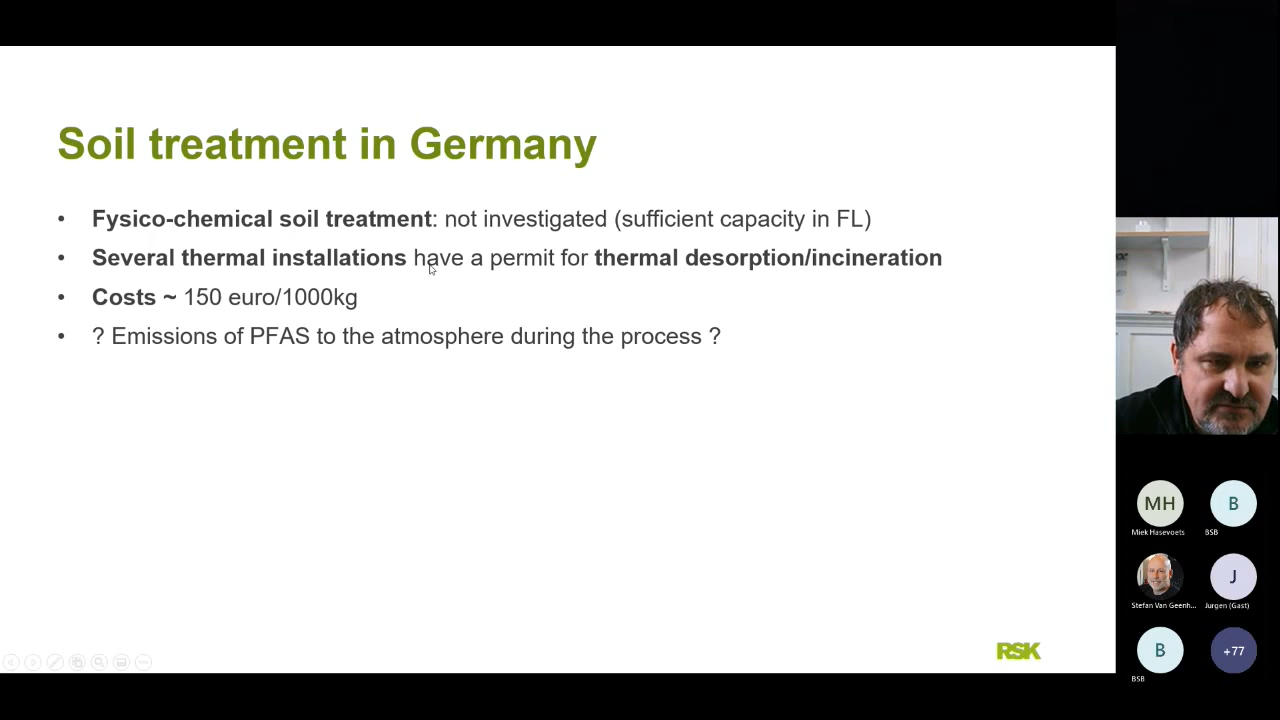 Soil treatment in Germany
• Fysico-chemical soil treatment: not investigated (sufficient capacity in FL)
• Several thermal installations have a permit for thermal desorption/incineration
• Costs ~ 150 euro/1000kg
• ? Emissions of PFAS to the atmosphere during the process ?
RSK
MH
B
Miek Hasevoets
BSB
J
Stefan Van Geenh...
Jurgen (Gast)
B
+77
BSB